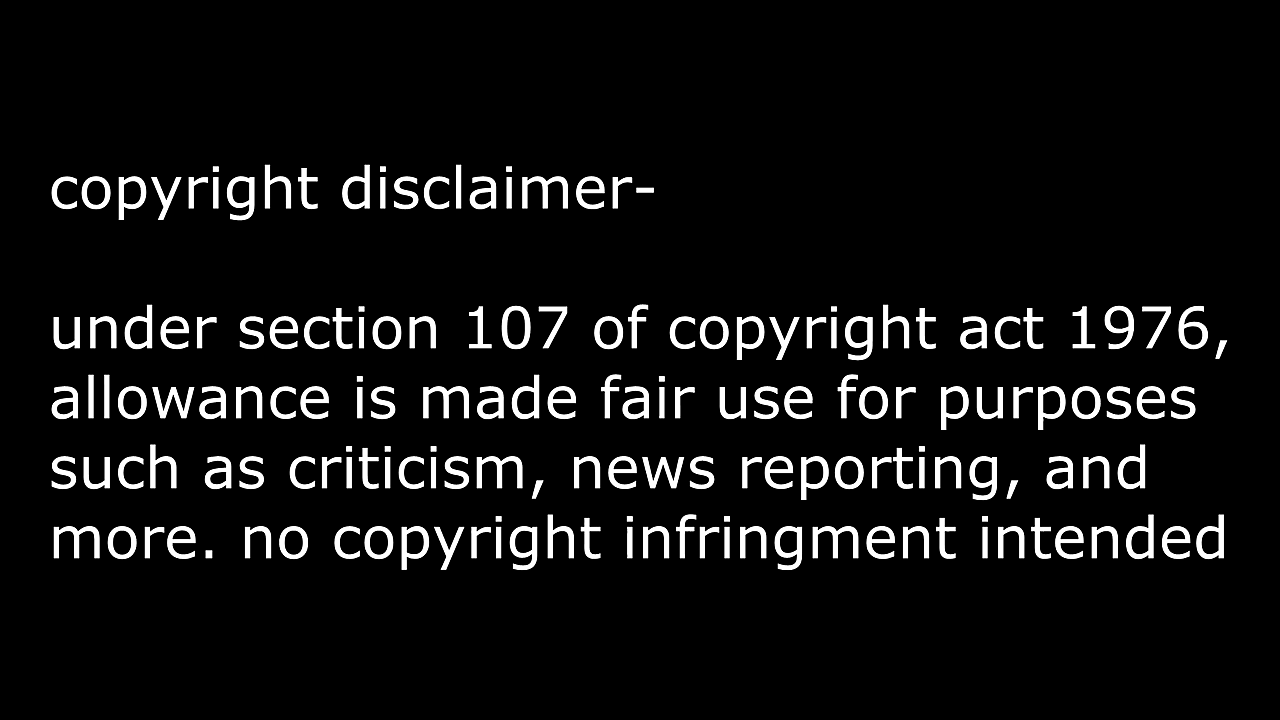 copyright disclaimer-
under section 107 of copyright act 1976,
allowance is made fair use for purposes
such as criticism, news reporting, and
more. no copyright infringment intended